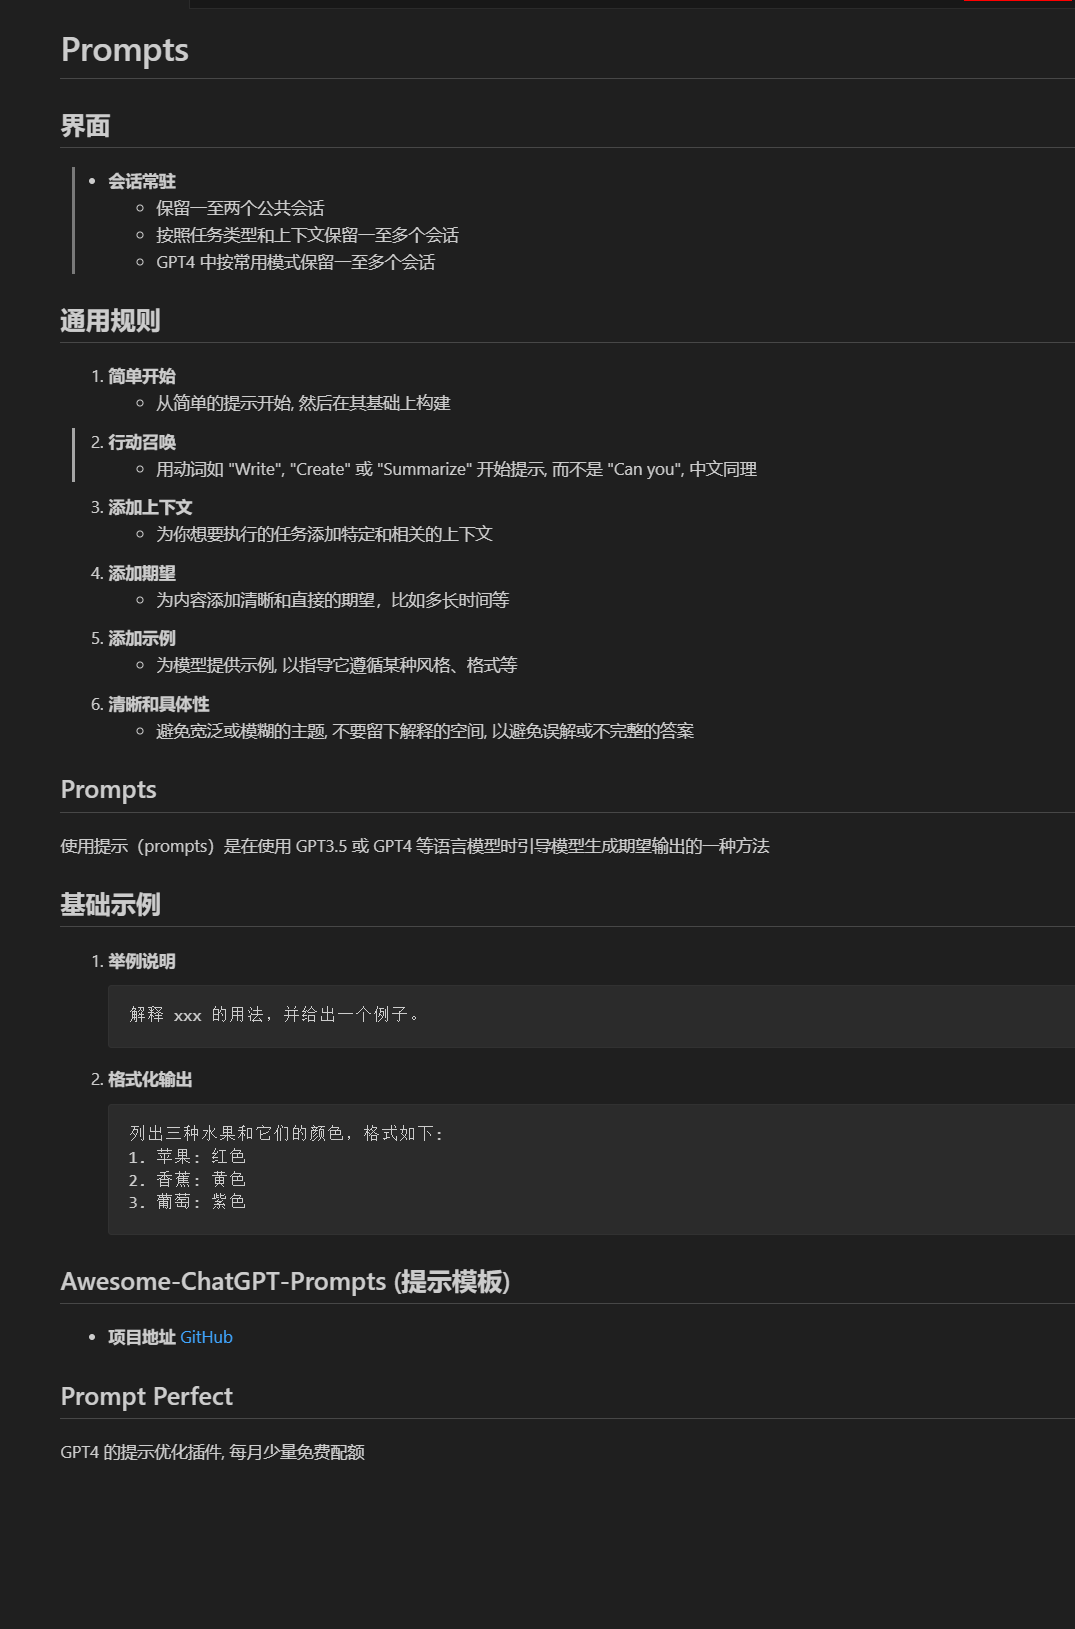 Prompts
界面
• 会话常驻
◦ 保留一至两个公共会话
◦ 按照任务类型和上下文保留一至多个会话
◦ GPT4 中按常用模式保留一至多个会话
通用规则
1. 简单开始
◦ 从简单的提示开始, 然后在其基础上构建
2. 行动召唤
◦ 用动词如 "Write", "Create" 或 "Summarize" 开始提示, 而不是 "Can you", 中文同理
3. 添加上下文
◦ 为你想要执行的任务添加特定和相关的上下文
4. 添加期望
◦ 为内容添加清晰和直接的期望，比如多长时间等
5. 添加示例
◦ 为模型提供示例, 以指导它遵循某种风格、格式等
6. 清晰和具体性
◦ 避免宽泛或模糊的主题, 不要留下解释的空间, 以避免误解或不完整的答案
Prompts
使用提示（prompts）是在使用 GPT3.5 或 GPT4 等语言模型时引导模型生成期望输出的一种方法
基础示例
1. 举例说明
解释 xxx 的用法，并给出一个例子。
2. 格式化输出
列出三种水果和它们的颜色，格式如下：
1. 苹果: 红色
2. 香蕉: 黄色
3. 葡萄: 紫色
Awesome-ChatGPT-Prompts (提示模板)
• 项目地址 GitHub
Prompt Perfect
GPT4 的提示优化插件, 每月少量免费配额